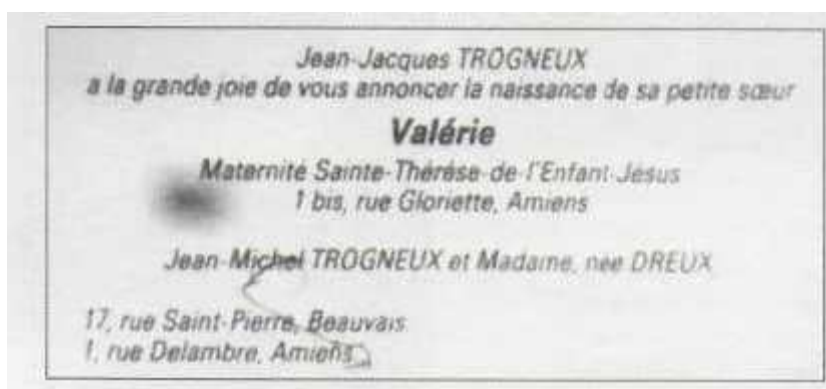 Jean-Jacques TROGNEUX
a la grande joie de vous annoncer la naissance de sa petite sœur
Valérie
Maternité Sainte-Thérèse-de-l'Enfant-Jésus
1 bis, rue Gloriette, Amiens
Jean-Michel TROGNEUX et Madame, née DREUX
17, rue Saint-Pierre, Beauvais
1, rue Delambre, Amiens